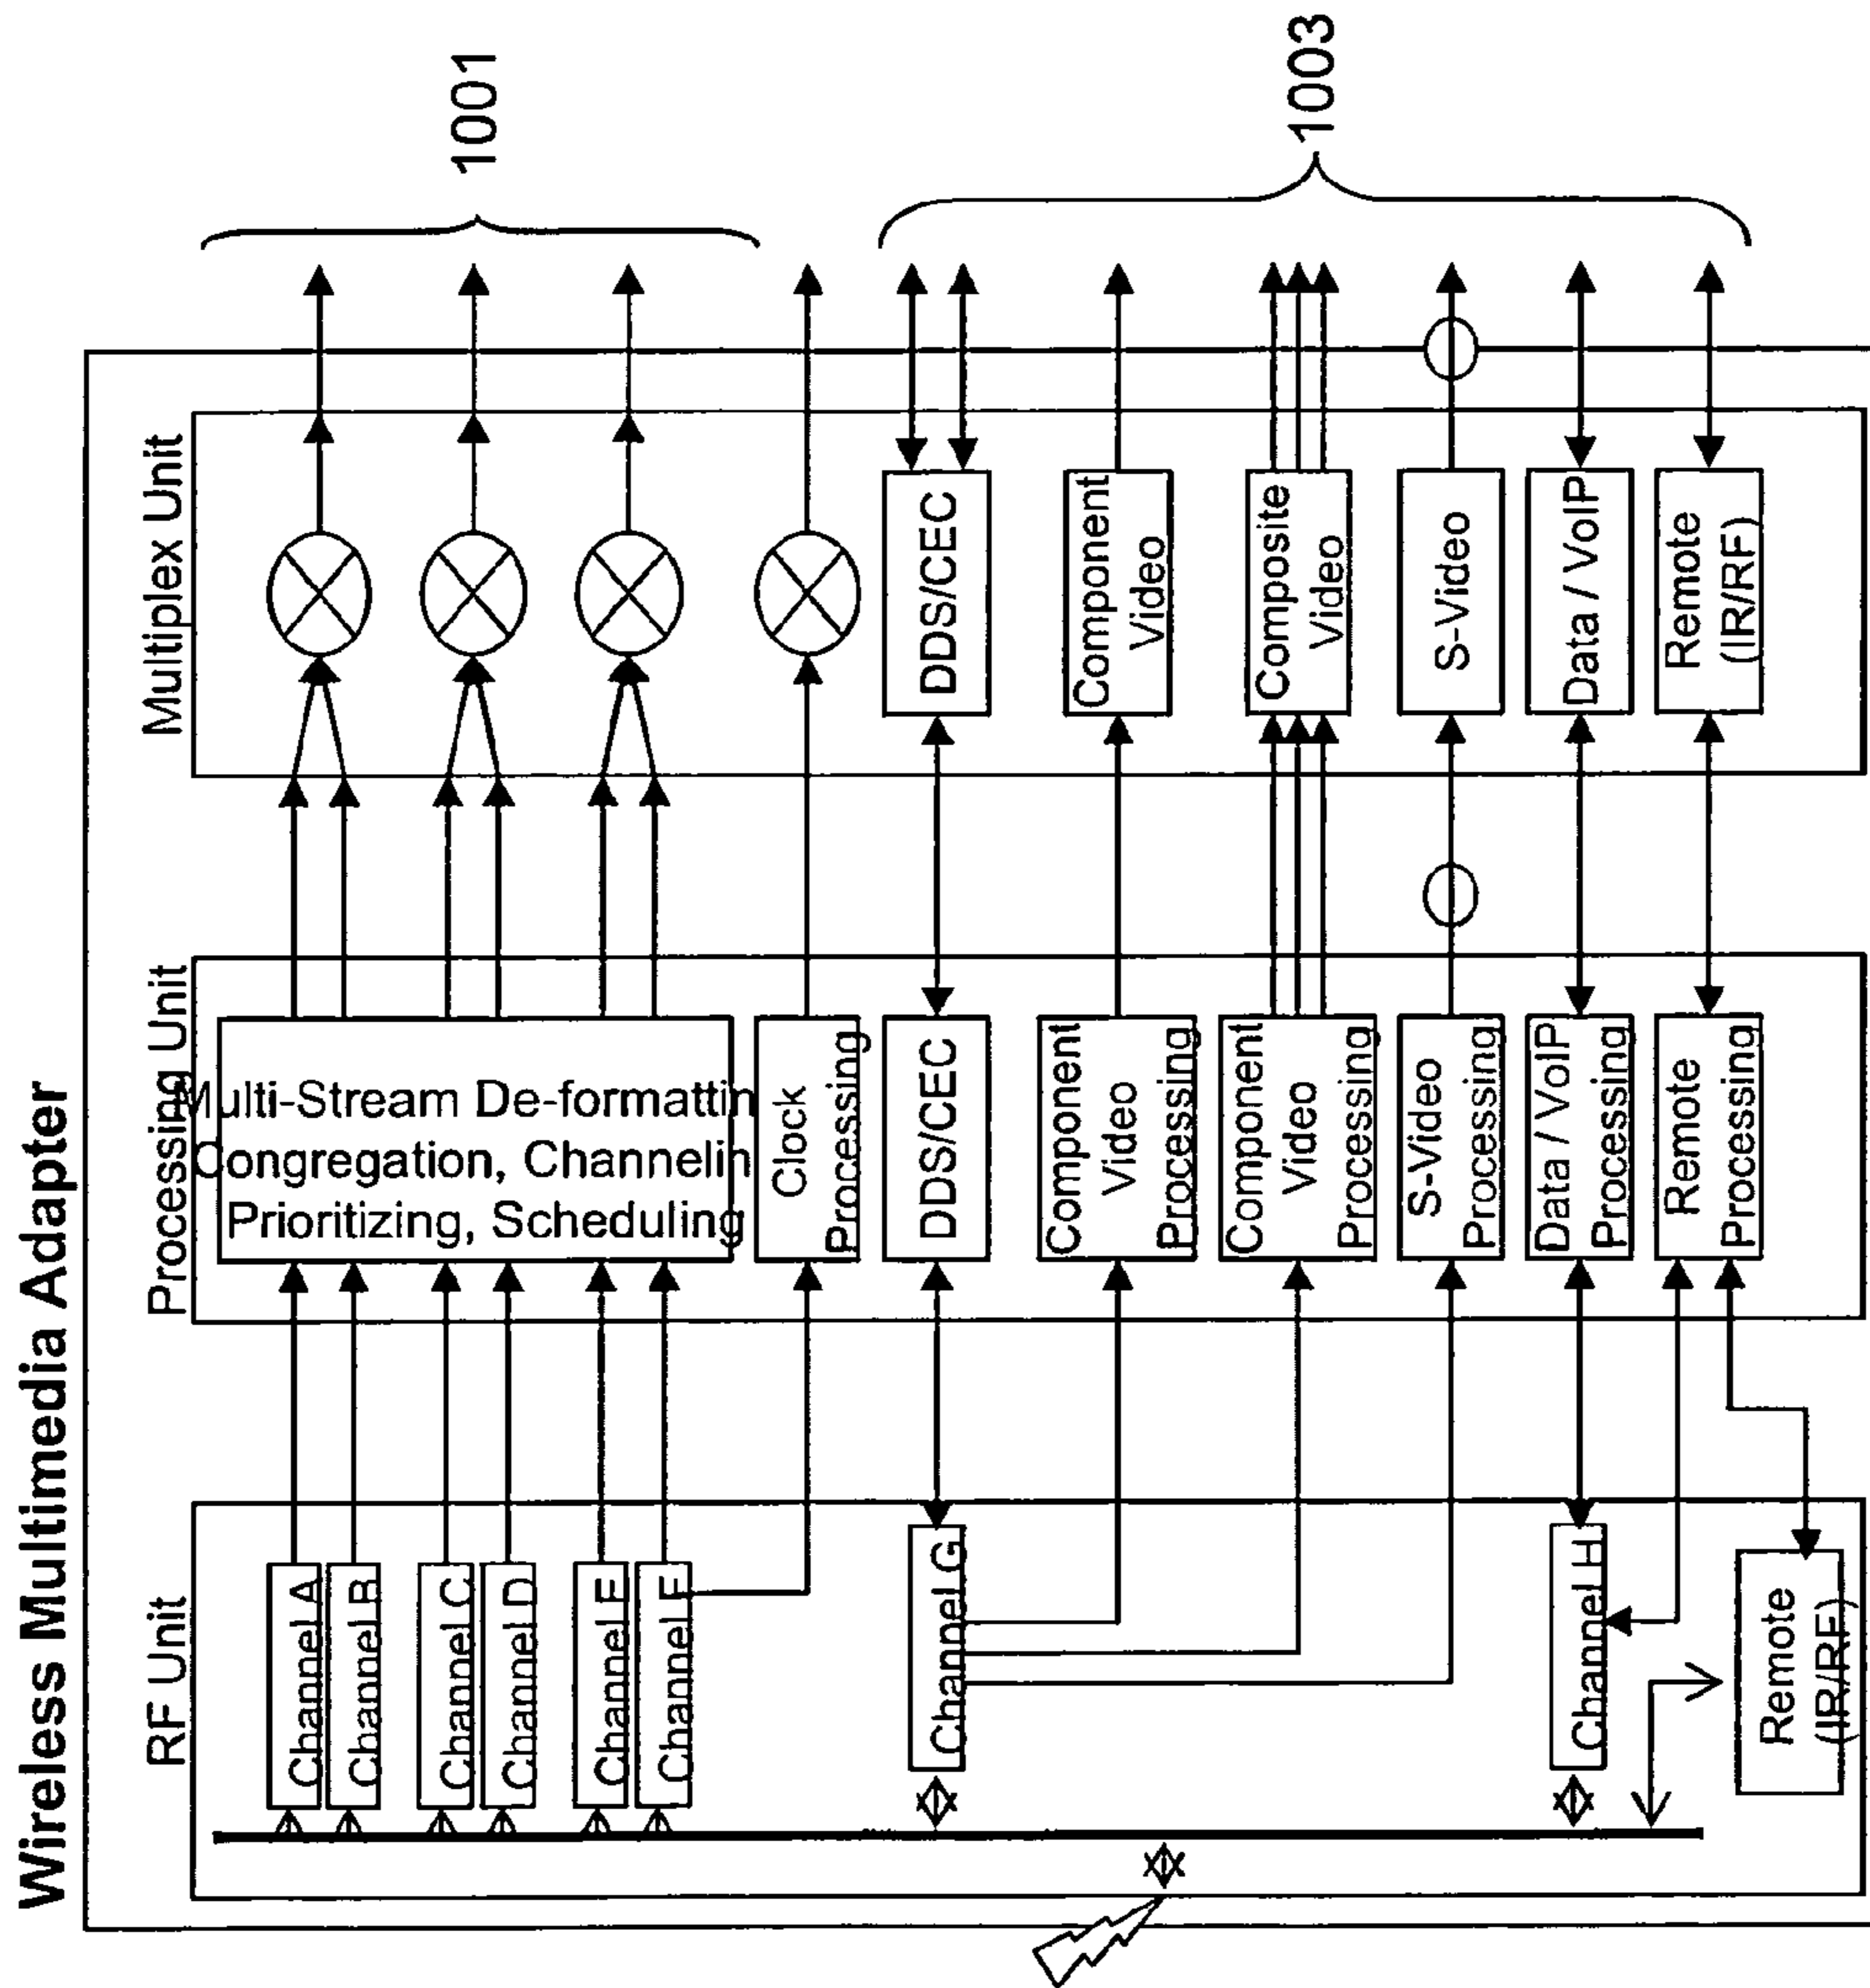 Wireless Multimedia Adapter
RF Unit
Channel A
Channel B
Channel C
Channel D
Channel E
Channel F
Channel G
Channel H
Remote
(IR/RF)
Processing Unit
Multi-Stream De-formattin
Congregation, Channelin
Prioritizing, Scheduling
Clock
Processing
DDS/CEC
Component
Video
Processing
Component
Video
Processing
S-Video
Processing
Data / VoIP
Processing
Remote
Processing
Multiplex Unit
DDS/CEC
Component
Video
Composite
Video
S-Video
Data / VoIP
Remote
(IR/RF)
1001
1003